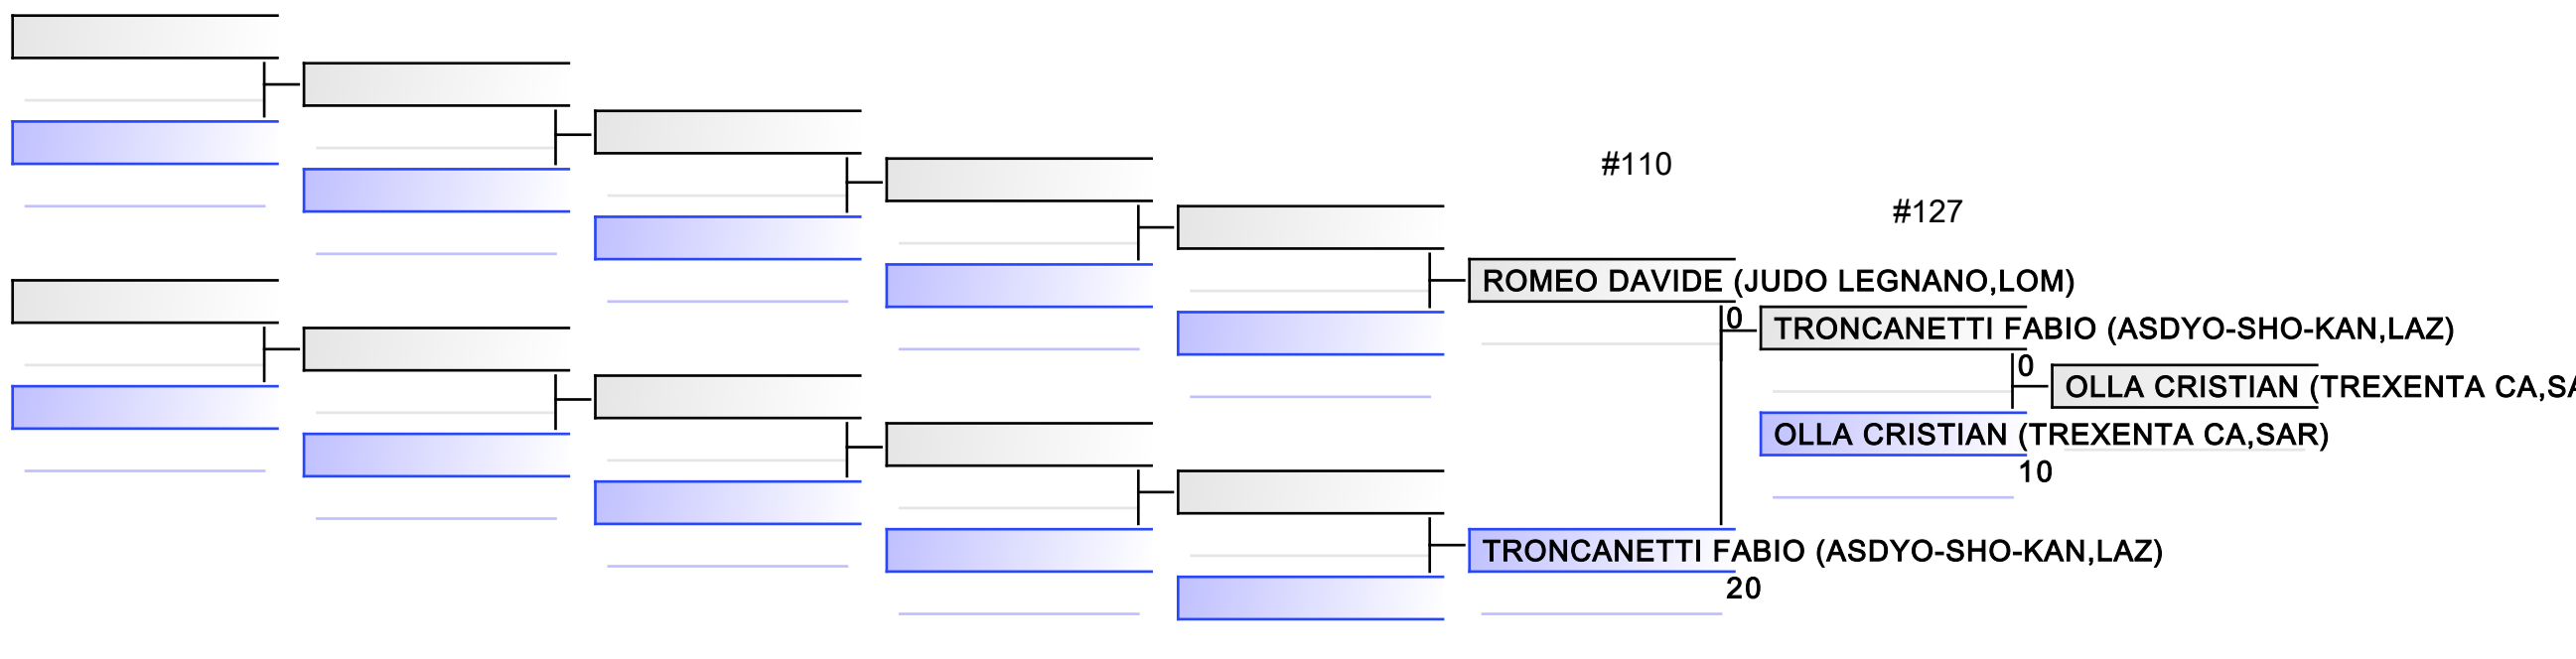 #110
#127
ROMEO DAVIDE (JUDO LEGNANO,LOM)
0
TRONCANETTI FABIO (ASDYO-SHO-KAN,LAZ)
0
OLLA CRISTIAN (TREXENTA CA,SA
OLLA CRISTIAN (TREXENTA CA,SAR)
10
TRONCANETTI FABIO (ASDYO-SHO-KAN,LAZ)
20